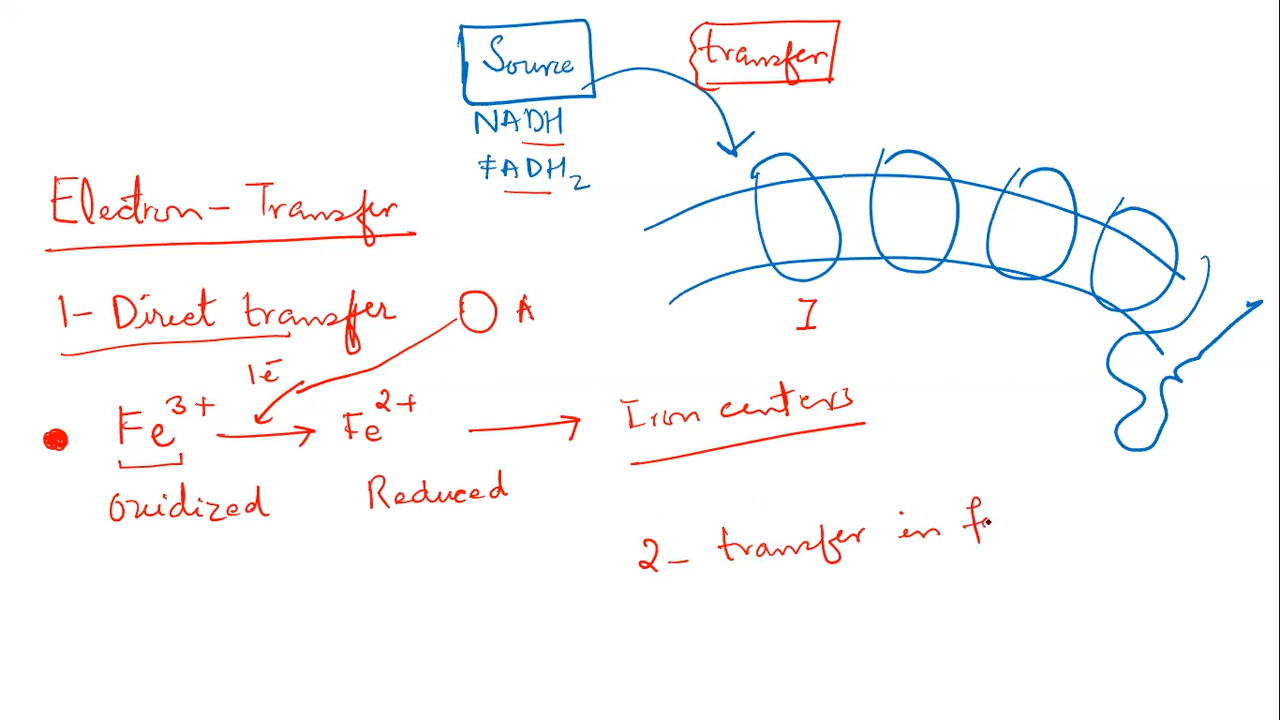 Source
transfer
NADH
FADH2
Electron - Transfer
1- Direct transfer
A
I
1e-
Fe3+
Fe2+
Iron centers
Oxidized
Reduced
2- transfer in f